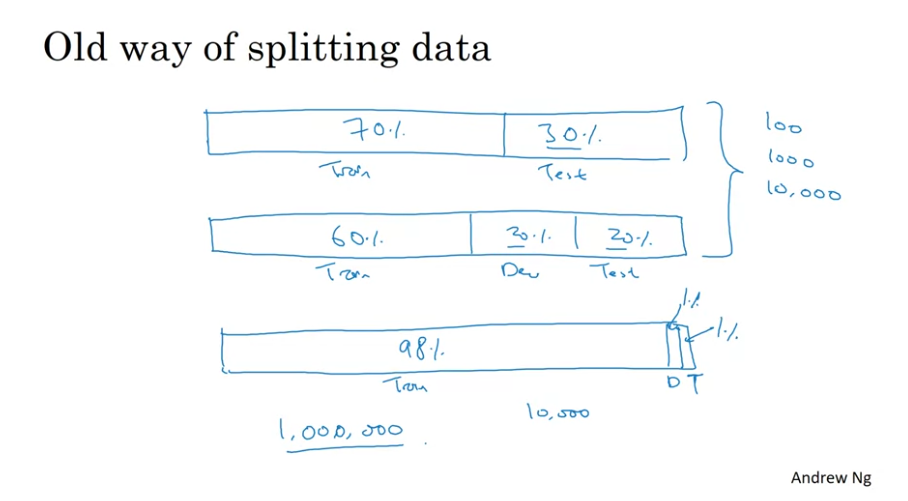 Old way of splitting data
70% 30%
Train Test
100
1000
10,000
60% 20% 20%
Train Dev Test
1%
1%
98%
Train D T
10,000
1,000,000
Andrew Ng